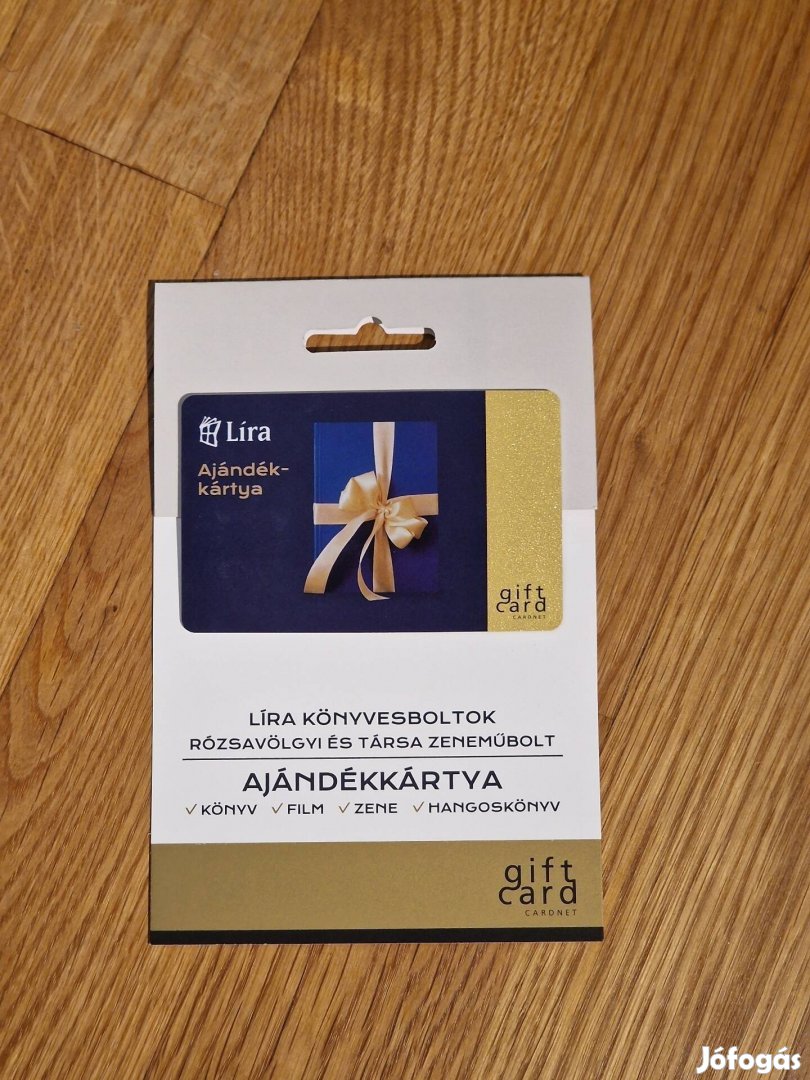 Líra
Ajándék-
kártya
gift
card
CARDNET
LÍRA KÖNYVESBOLTOK
RÓZSAVÖLGYI ÉS TÁRSA ZENEMŰBOLT
AJÁNDÉKKÁRTYA
✓ KÖNYV ✓ FILM ✓ ZENE ✓ HANGOSKÖNYV
gift
card
CARDNET
Jófogás